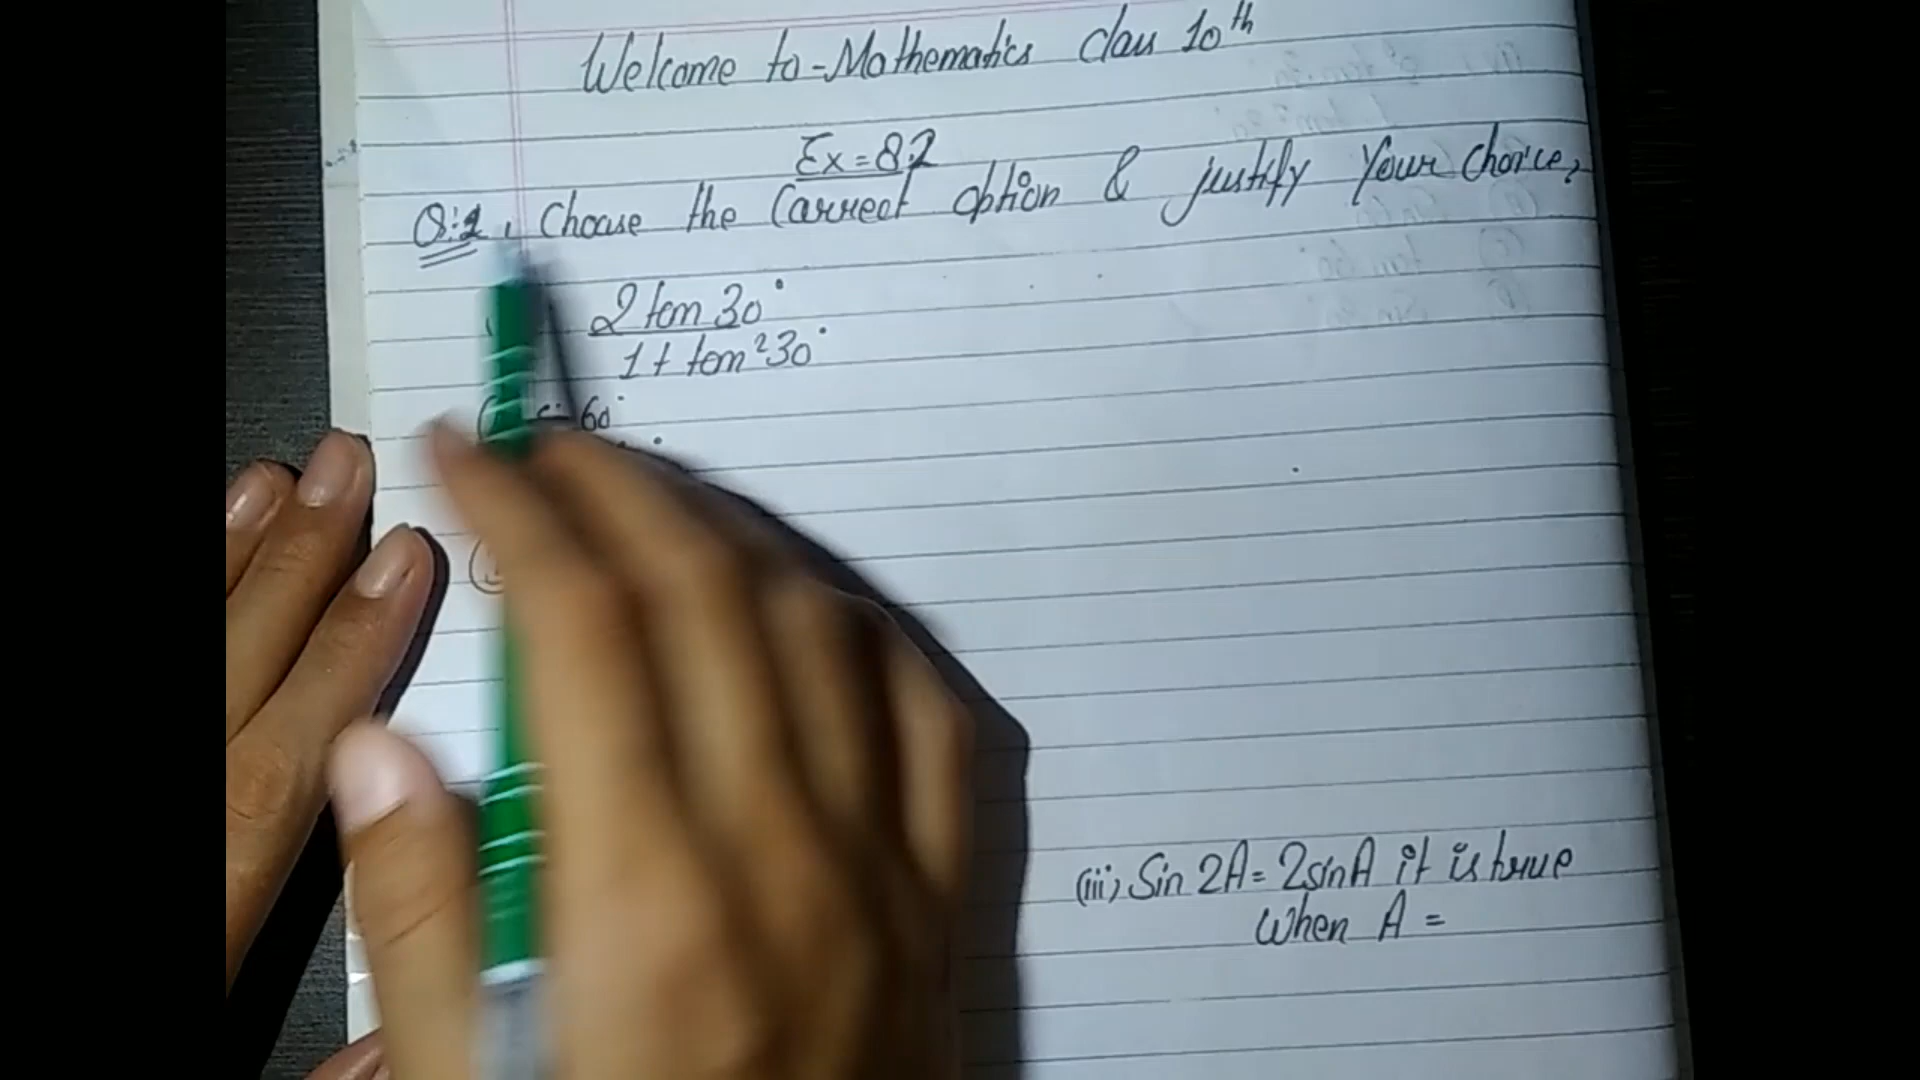 Welcome to - Mathematics Class 10th
Ex = 8.2
Q:2, Choose the Correct option & justify Your Choice,
2 tan 30°
1 + tan²30°
60°
(iii) Sin 2A = 2sinA it is true
when A =